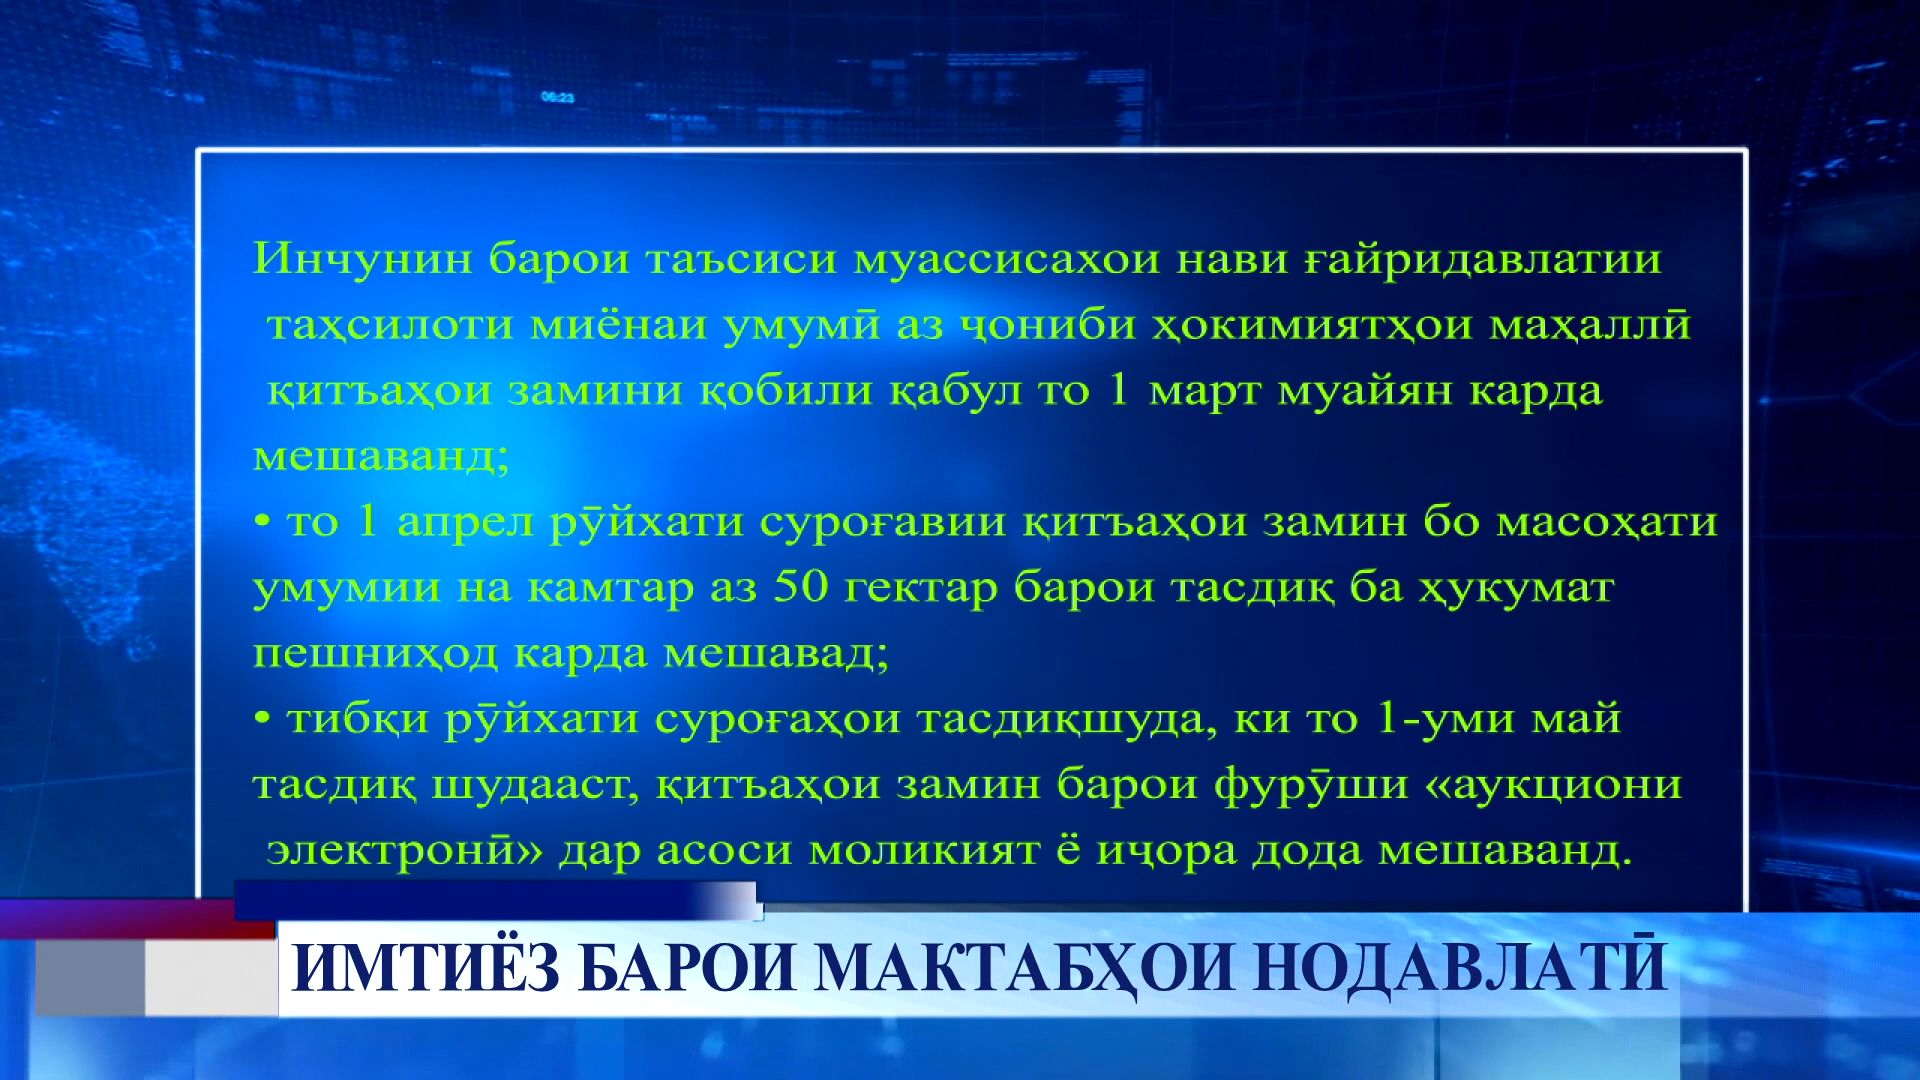 06:23
Инчунин барои таъсиси муассисахои нави ғайридавлатии
таҳсилоти миёнаи умумӣ аз ҷониби ҳокимиятҳои маҳаллӣ
қитъаҳои замини қобили қабул то 1 март муайян карда
мешаванд;
• то 1 апрел рӯйхати суроғавии қитъаҳои замин бо масоҳати
умумии на камтар аз 50 гектар барои тасдиқ ба ҳукумат
пешниҳод карда мешавад;
• тибқи рӯйхати суроғаҳои тасдиқшуда, ки то 1-уми май
тасдиқ шудааст, қитъаҳои замин барои фурӯши «аукциони
электронӣ» дар асоси моликият ё иҷора дода мешаванд.
ИМТИЁЗ БАРОИ МАКТАБҲОИ НОДАВЛАТӢ